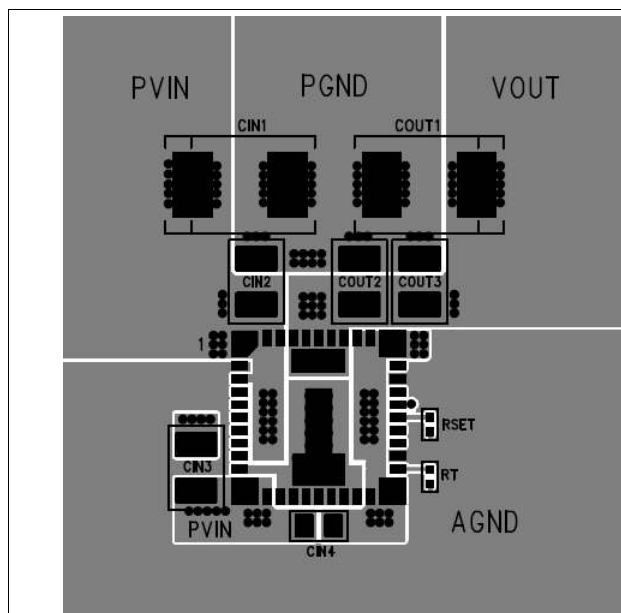 PVIN
PGND
VOUT
CIN1
COUT1
CIN2
COUT2
COUT3
1
RSET
CIN3
RT
PVIN
AGND
CIN4